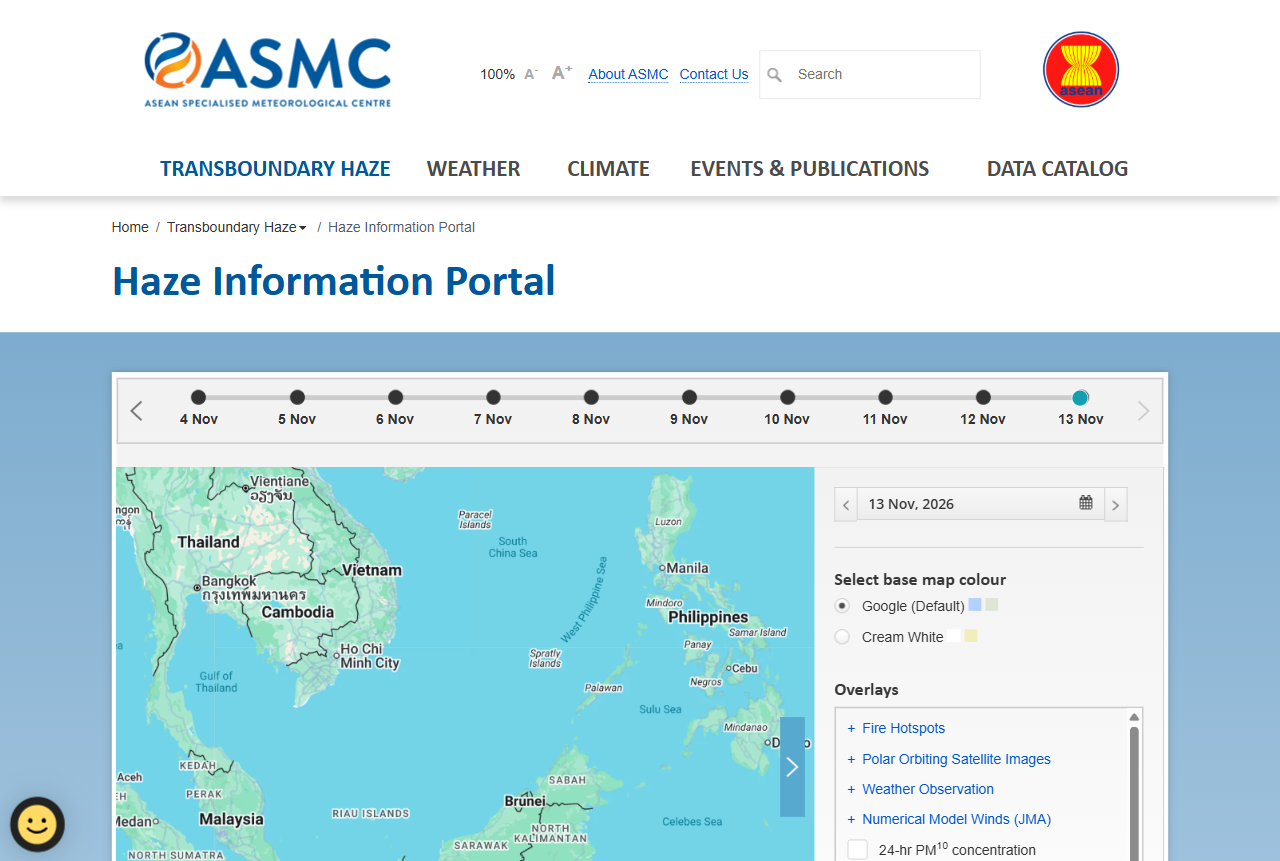 ASMC
ASEAN SPECIALISED METEOROLOGICAL CENTRE
100% A- A+ About ASMC Contact Us Search
asean
TRANSBOUNDARY HAZE WEATHER CLIMATE EVENTS & PUBLICATIONS DATA CATALOG
Home / Transboundary Haze / Haze Information Portal
Haze Information Portal
4 Nov 5 Nov 6 Nov 7 Nov 8 Nov 9 Nov 10 Nov 11 Nov 12 Nov 13 Nov
Vientiane
ວຽງຈັນ
ngon
Thailand
Bangkok
กรุงเทพมหานคร
Vietnam
Cambodia
Ho Chi
Minh City
Gulf of
Thailand
Paracel
Islands
South
China Sea
West Philippine Sea
Luzon
Manila
Mindoro
Philippines
Samar Island
Panay
Spratly
Islands
Cebu
Negros
Palawan
Sulu Sea
Mindanao
D o
KEDAH
Aceh
EH
PERAK
Medan
Malaysia
NORTH SUMATRA
RIAU ISLANDS
SABAH
Brunei
NORTH
KALIMANTAN
SARAWAK
Celebes Sea
13 Nov, 2026
Select base map colour
Google (Default)
Cream White
Overlays
+ Fire Hotspots
+ Polar Orbiting Satellite Images
+ Weather Observation
+ Numerical Model Winds (JMA)
24-hr PM10 concentration